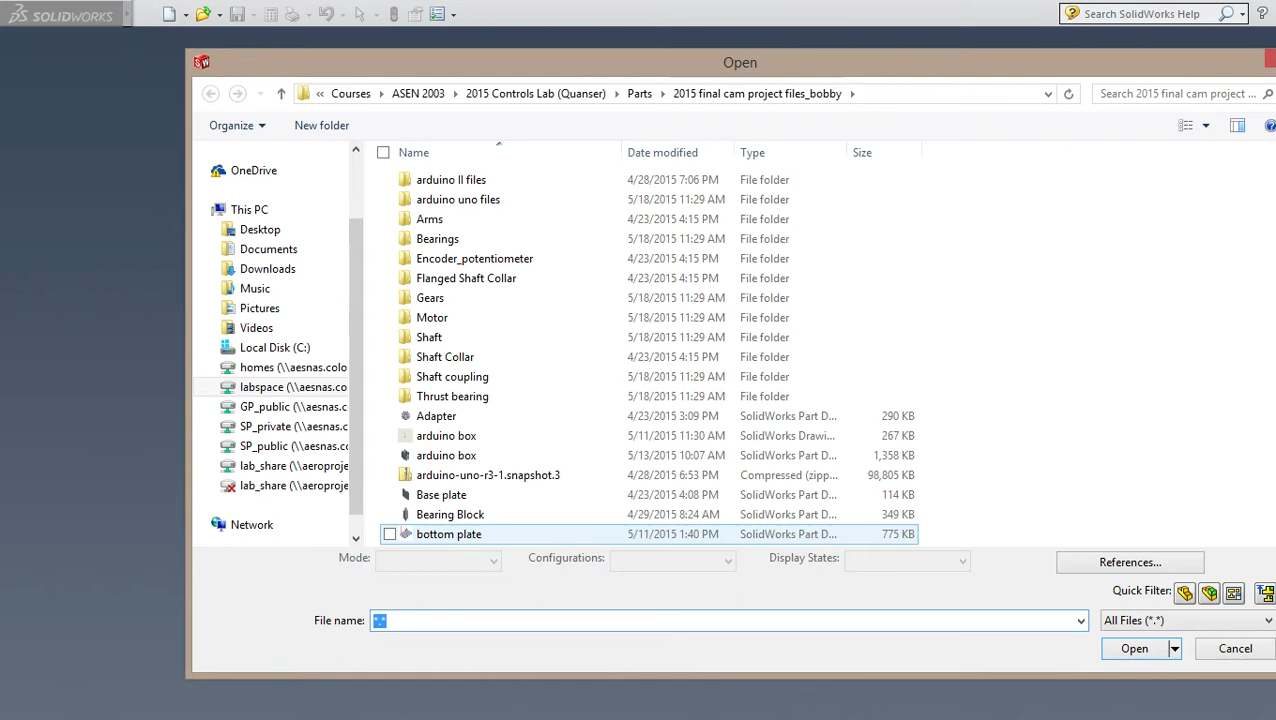 SOLIDWORKS
Search SolidWorks Help
?
Open
« Courses ASEN 2003 2015 Controls Lab (Quanser) Parts 2015 final cam project files_bobby
Search 2015 final cam project ...
Organize New folder
Name Date modified Type Size
OneDrive
This PC
Desktop
Documents
Downloads
Music
Pictures
Videos
Local Disk (C:)
homes (\\aesnas.colo
labspace (\\aesnas.co
GP_public (\\aesnas.c
SP_private (\\aesnas.c
SP_public (\\aesnas.cc
lab_share (\\aeroproje
lab_share (\\aeroproje
Network
arduino II files 4/28/2015 7:06 PM File folder
arduino uno files 5/18/2015 11:29 AM File folder
Arms 4/23/2015 4:15 PM File folder
Bearings 5/18/2015 11:29 AM File folder
Encoder_potentiometer 4/23/2015 4:15 PM File folder
Flanged Shaft Collar 4/23/2015 4:15 PM File folder
Gears 5/18/2015 11:29 AM File folder
Motor 5/18/2015 11:29 AM File folder
Shaft 5/18/2015 11:29 AM File folder
Shaft Collar 4/23/2015 4:15 PM File folder
Shaft coupling 5/18/2015 11:29 AM File folder
Thrust bearing 5/18/2015 11:29 AM File folder
Adapter 4/23/2015 3:09 PM SolidWorks Part D... 290 KB
arduino box 5/11/2015 11:30 AM SolidWorks Drawi... 267 KB
arduino box 5/13/2015 10:07 AM SolidWorks Part D... 1,358 KB
arduino-uno-r3-1.snapshot.3 4/28/2015 6:53 PM Compressed (zipp... 98,805 KB
Base plate 4/23/2015 4:08 PM SolidWorks Part D... 114 KB
Bearing Block 4/29/2015 8:24 AM SolidWorks Part D... 349 KB
bottom plate 5/11/2015 1:40 PM SolidWorks Part D... 775 KB
Mode: Configurations: Display States:
References...
Quick Filter:
File name: *.*
All Files (*.*)
Open Cancel